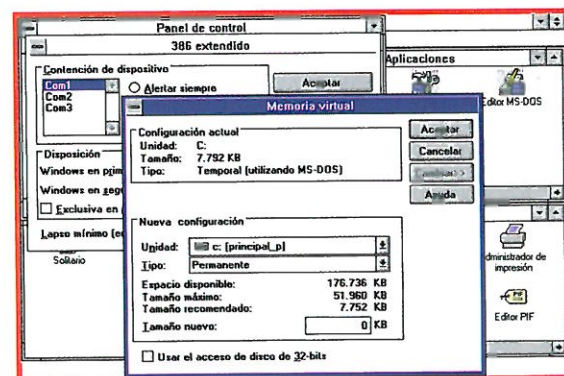 Panel de control
386 extendido
Contención de dispositivo
Com1
Com2
Com3
Alertar siempre
Aceptar
Aplicaciones
Editor MS-DOS
Disposición
Windows en
Windows en
Exclusiva en
Lapso mínimo
Solitario
Memoria virtual
Configuración actual
Unidad: C:
Tamaño: 7.792 KB
Tipo: Temporal (utilizando MS-DOS)
Aceptar
Cancelar
Cambiar >
Ayuda
Nueva configuración
Unidad: c: [principal_p]
Tipo: Permanente
Espacio disponible: 176.736 KB
Tamaño máximo: 51.960 KB
Tamaño recomendado: 7.752 KB
Tamaño nuevo: 0 KB
Usar el acceso de disco de 32-bits
dministrador de
impresión
PIF
Editor PIF